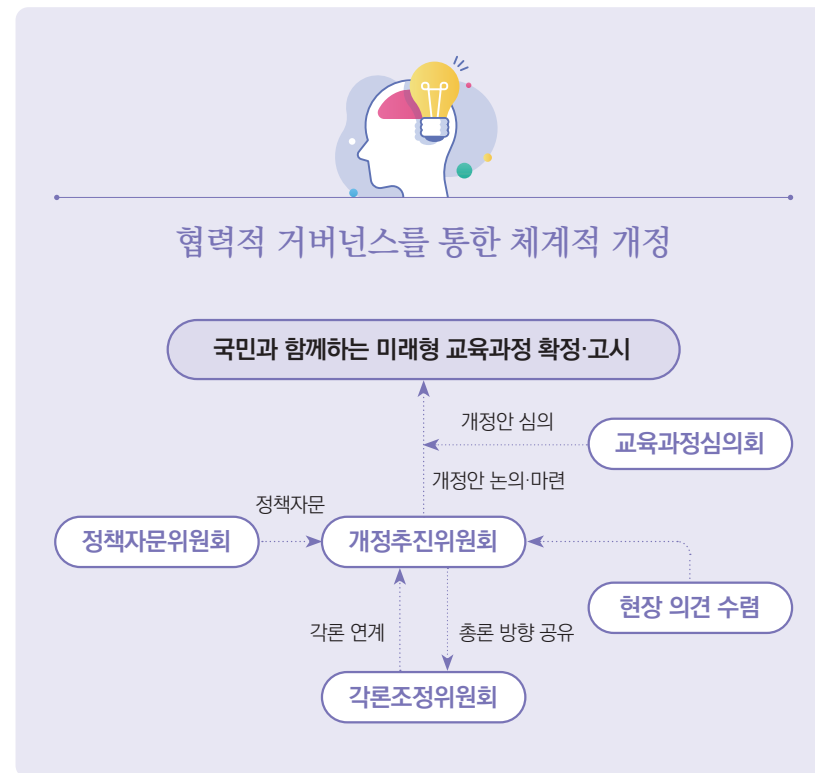 협력적 거버넌스를 통한 체계적 개정
국민과 함께하는 미래형 교육과정 확정·고시
개정안 심의
교육과정심의회
개정안 논의·마련
정책자문
정책자문위원회
개정추진위원회
현장 의견 수렴
각론 연계
총론 방향 공유
각론조정위원회